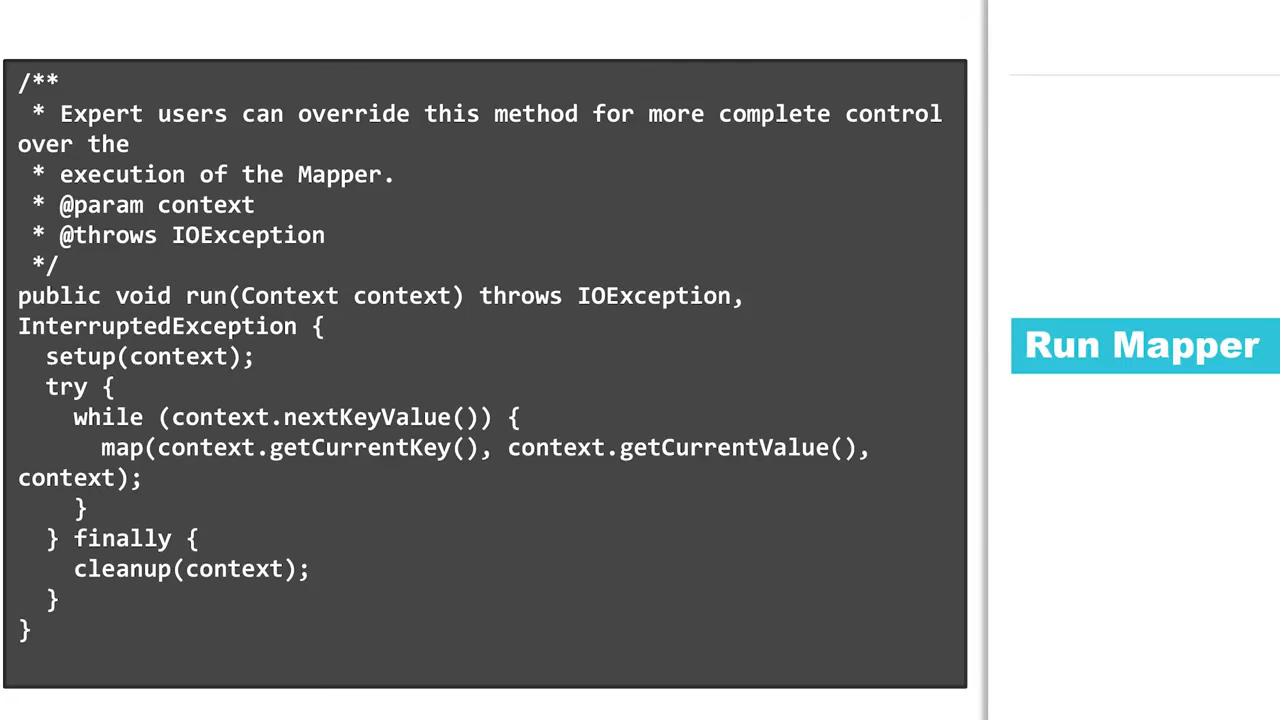 /**
 * Expert users can override this method for more complete control
over the
 * execution of the Mapper.
 * @param context
 * @throws IOException
 */
public void run(Context context) throws IOException,
InterruptedException {
  setup(context);
  try {
    while (context.nextKeyValue()) {
      map(context.getCurrentKey(), context.getCurrentValue(),
context);
    }
  } finally {
    cleanup(context);
  }
}
Run Mapper